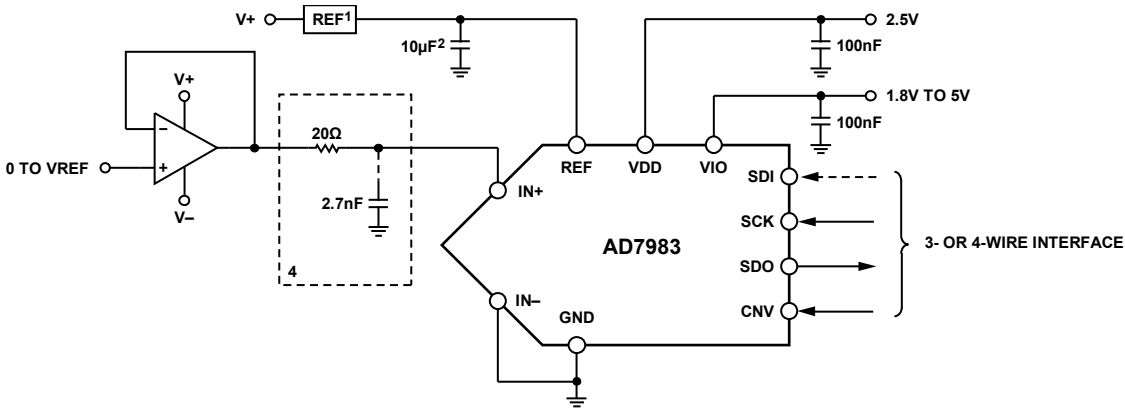 V+
REF1
10µF2
2.5V
100nF
1.8V TO 5V
100nF
V+
−
+
0 TO VREF
V–
20Ω
2.7nF
4
REF
VDD
VIO
IN+
IN–
GND
AD7983
SDI
SCK
SDO
CNV
3- OR 4-WIRE INTERFACE